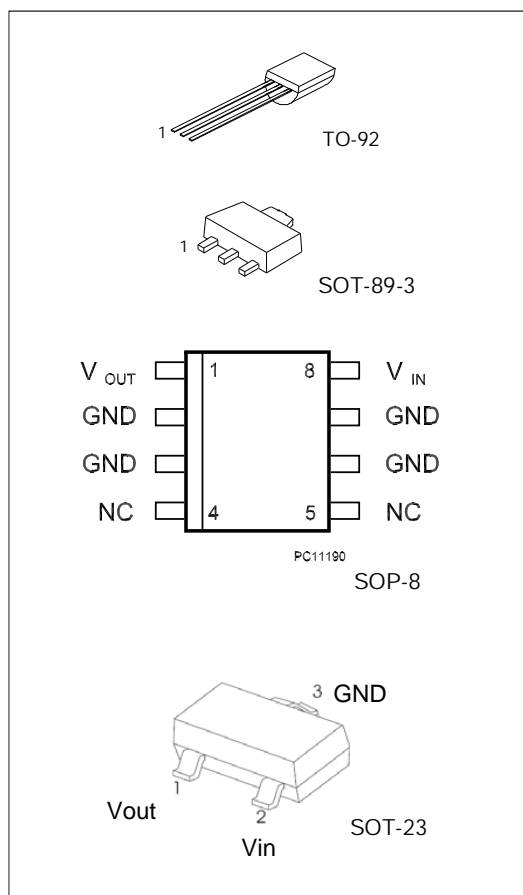 1
TO-92
1
SOT-89-3
V OUT 1 8 V IN
GND GND
GND GND
NC 4 5 NC
PC11190
SOP-8
3 GND
1
Vout
2
Vin
SOT-23